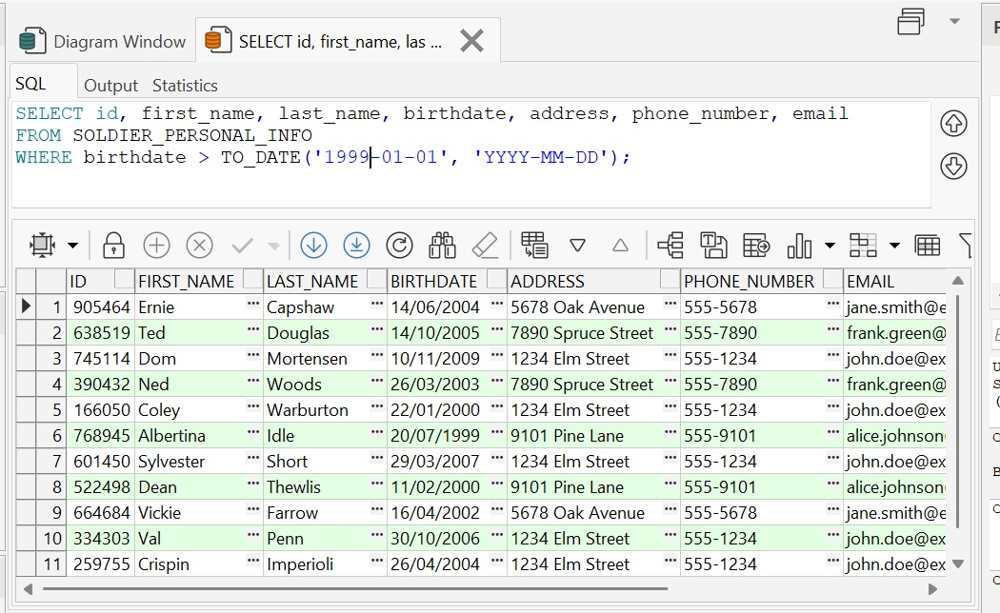 Diagram Window
SELECT id, first_name, las ...
SQL
Output
Statistics
SELECT id, first_name, last_name, birthdate, address, phone_number, email
FROM SOLDIER_PERSONAL_INFO
WHERE birthdate > TO_DATE('1999-01-01', 'YYYY-MM-DD');
ID FIRST_NAME LAST_NAME BIRTHDATE ADDRESS PHONE_NUMBER EMAIL
1 905464 Ernie ... Capshaw ... 14/06/2004 ... 5678 Oak Avenue ... 555-5678 ... jane.smith@e
2 638519 Ted ... Douglas ... 14/10/2005 ... 7890 Spruce Street ... 555-7890 ... frank.green@
3 745114 Dom ... Mortensen ... 10/11/2009 ... 1234 Elm Street ... 555-1234 ... john.doe@ex
4 390432 Ned ... Woods ... 26/03/2003 ... 7890 Spruce Street ... 555-7890 ... frank.green@
5 166050 Coley ... Warburton ... 22/01/2000 ... 1234 Elm Street ... 555-1234 ... john.doe@ex
6 768945 Albertina ... Idle ... 20/07/1999 ... 9101 Pine Lane ... 555-9101 ... alice.johnson
7 601450 Sylvester ... Short ... 29/03/2007 ... 1234 Elm Street ... 555-1234 ... john.doe@ex
8 522498 Dean ... Thewlis ... 11/02/2000 ... 9101 Pine Lane ... 555-9101 ... alice.johnson
9 664684 Vickie ... Farrow ... 16/04/2002 ... 5678 Oak Avenue ... 555-5678 ... jane.smith@e
10 334303 Val ... Penn ... 30/10/2006 ... 1234 Elm Street ... 555-1234 ... john.doe@ex
11 259755 Crispin ... Imperioli ... 26/04/2004 ... 1234 Elm Street ... 555-1234 ... john.doe@ex